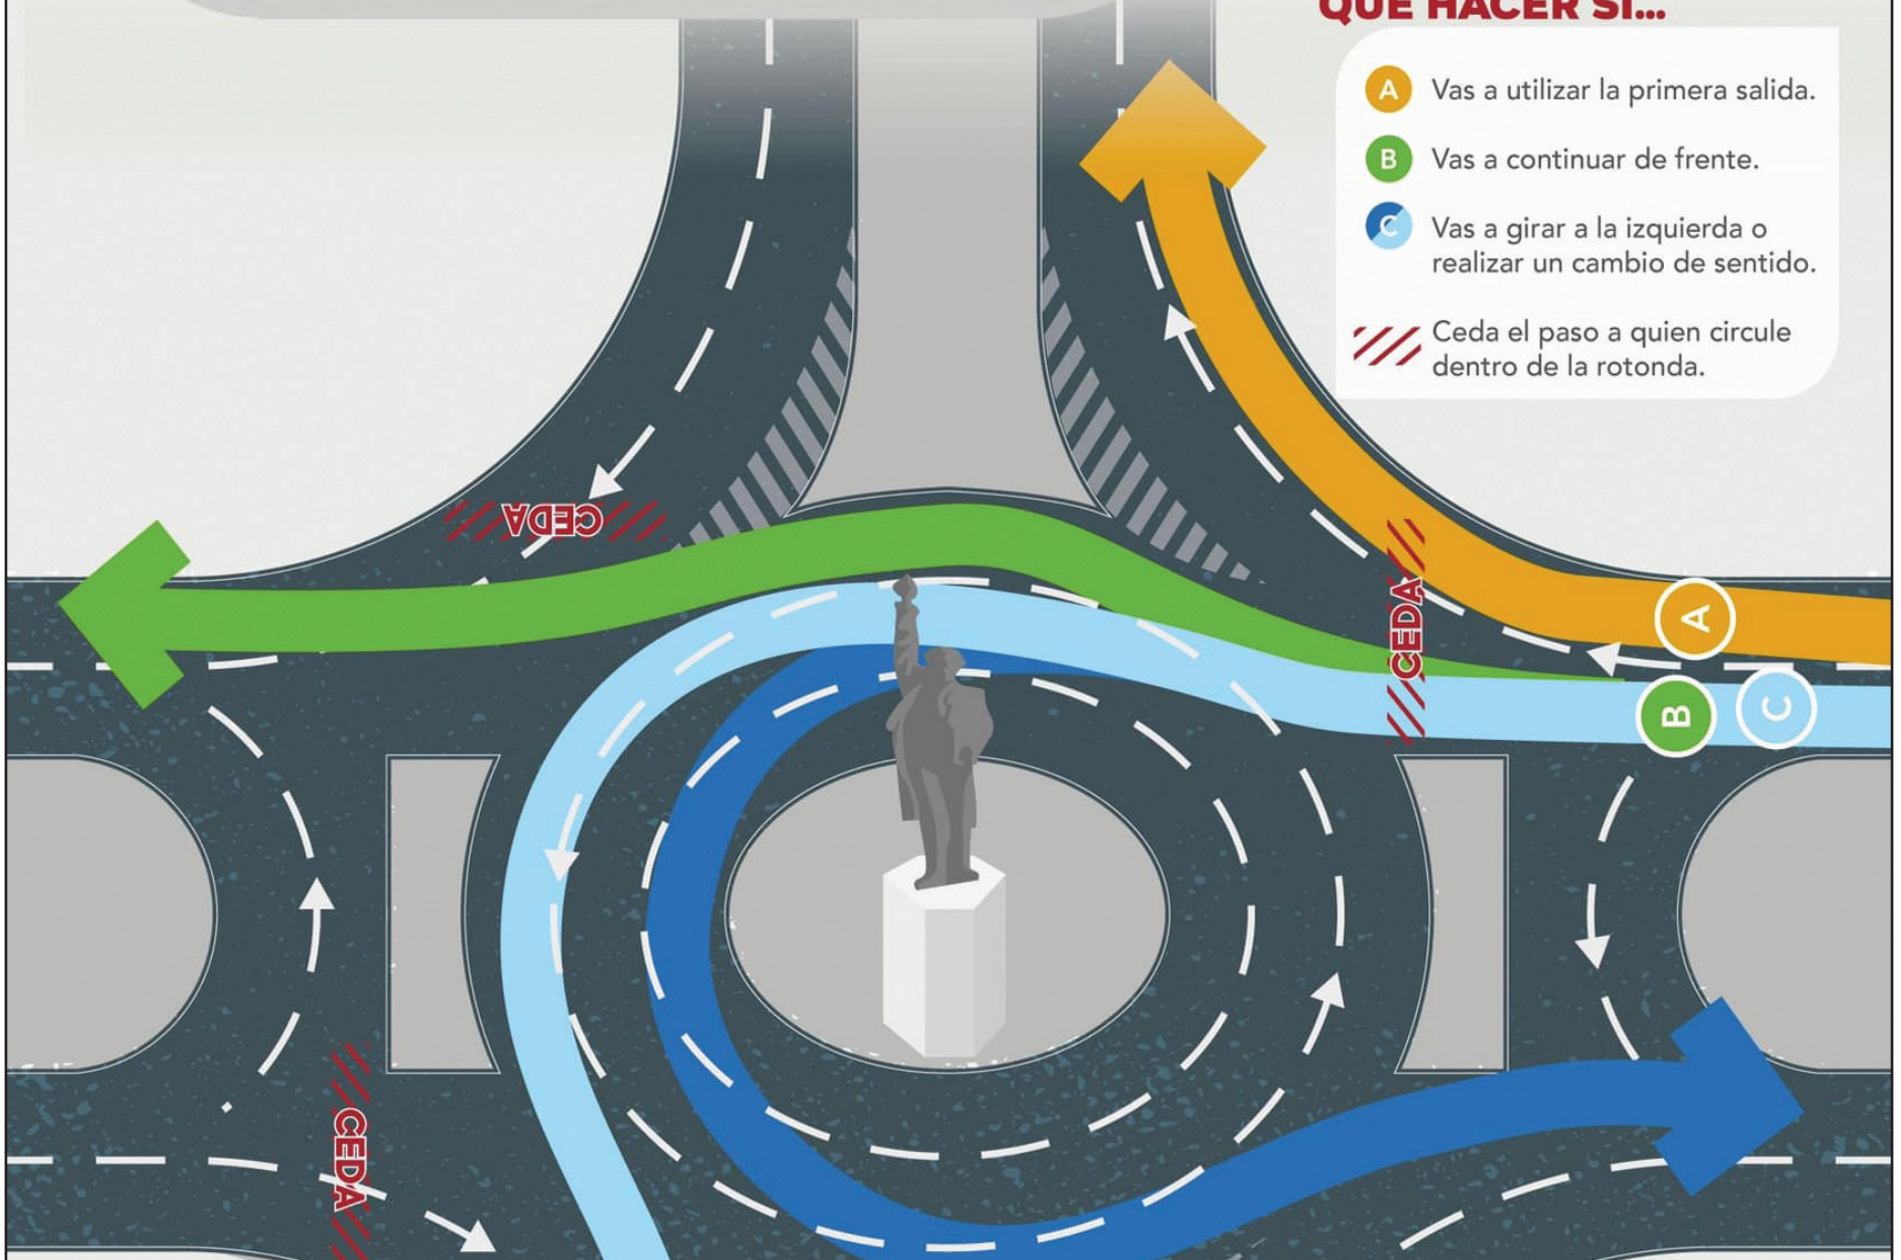 QUÉ HACER SI...
A Vas a utilizar la primera salida.
B Vas a continuar de frente.
C Vas a girar a la izquierda o
realizar un cambio de sentido.
Ceda el paso a quien circule
dentro de la rotonda.
CEDA
CEDA
A
B
C
CEDA